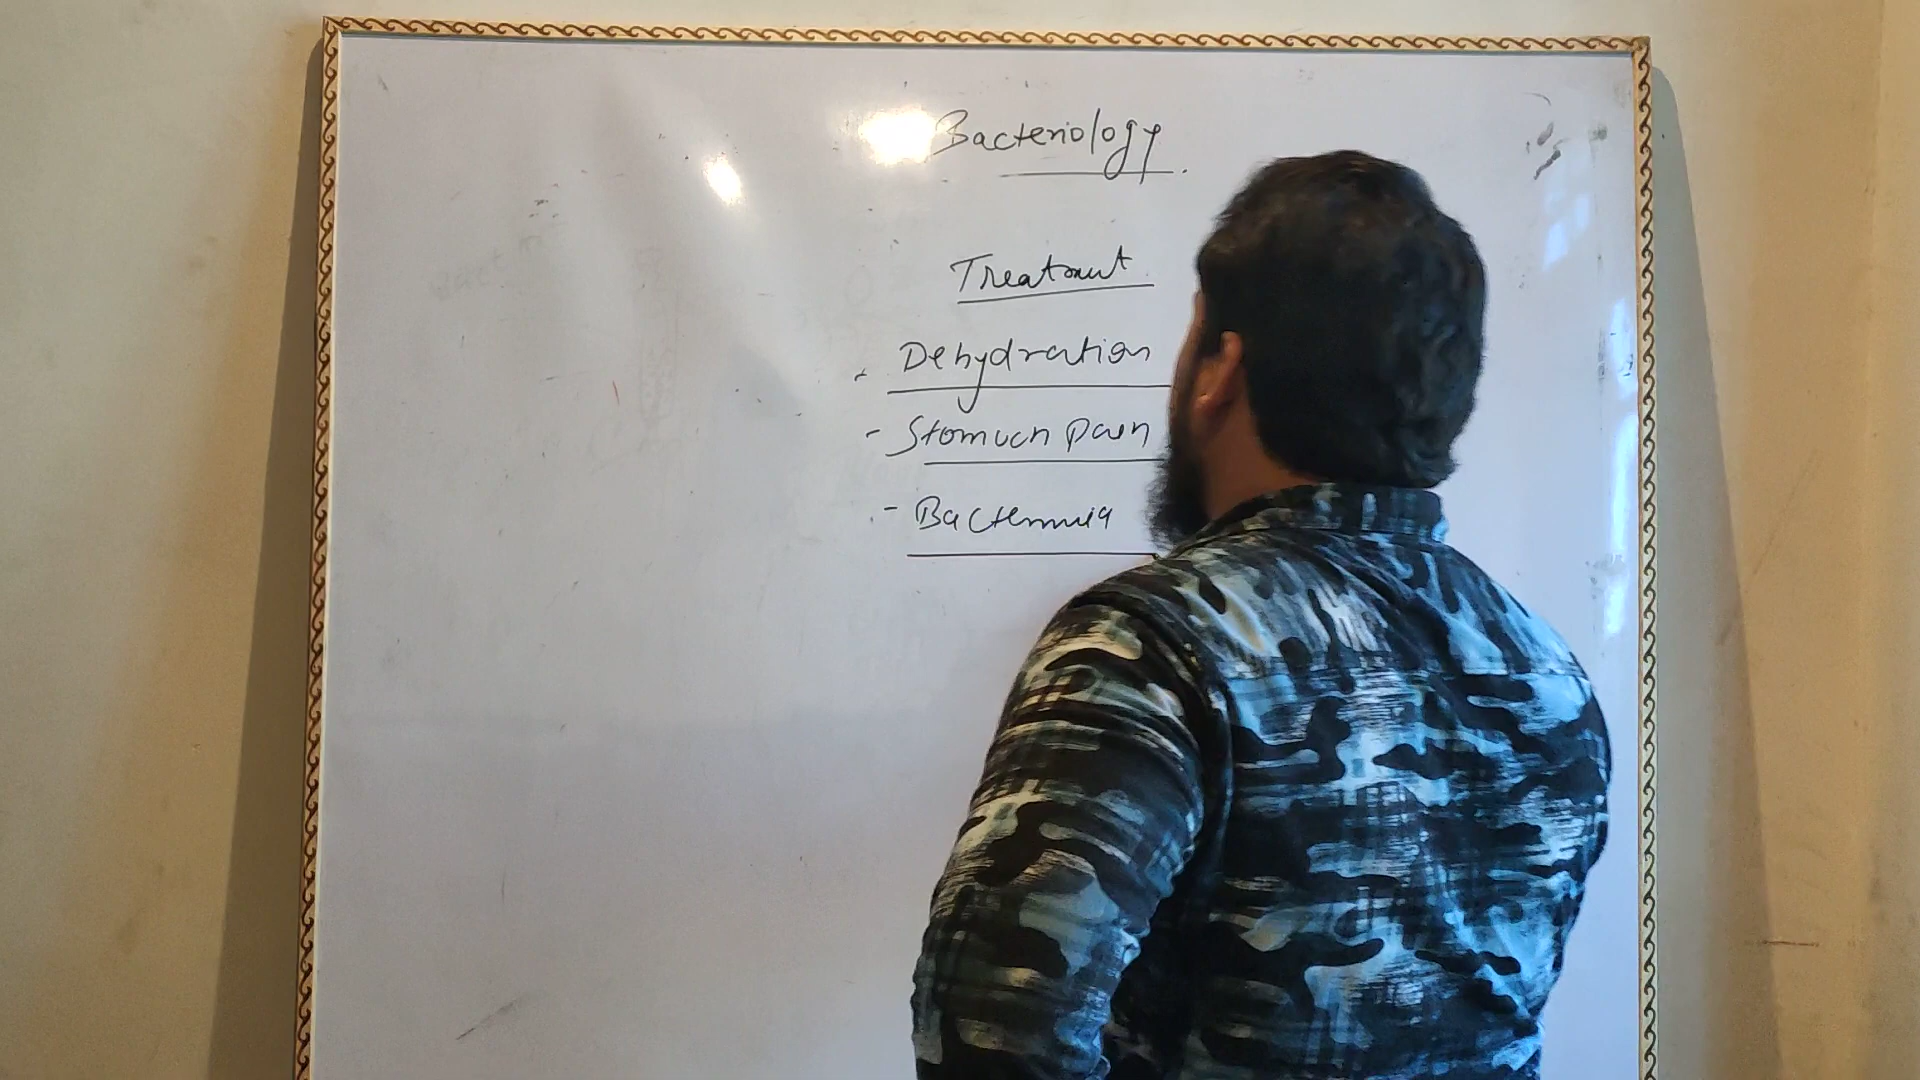 Bacteriology
Treatment
Dehydration
- Stomach Pain
- Bacteremia